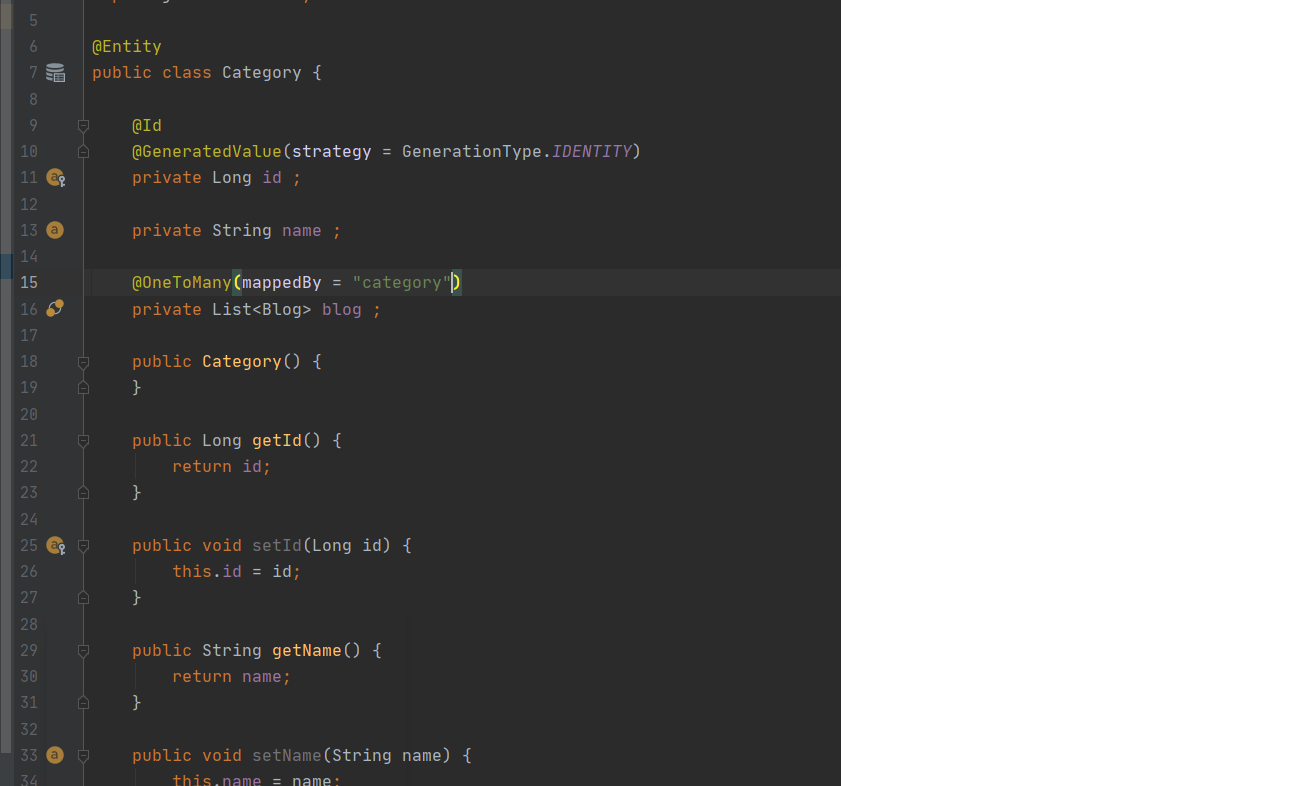 5
6 @Entity
7 public class Category {
8
9 @Id
10 @GeneratedValue(strategy = GenerationType.IDENTITY)
11 private Long id ;
12
13 private String name ;
14
15 @OneToMany(mappedBy = "category")
16 private List<Blog> blog ;
17
18 public Category() {
19 }
20
21 public Long getId() {
22 return id;
23 }
24
25 public void setId(Long id) {
26 this.id = id;
27 }
28
29 public String getName() {
30 return name;
31 }
32
33 public void setName(String name) {
34 this.name = name;